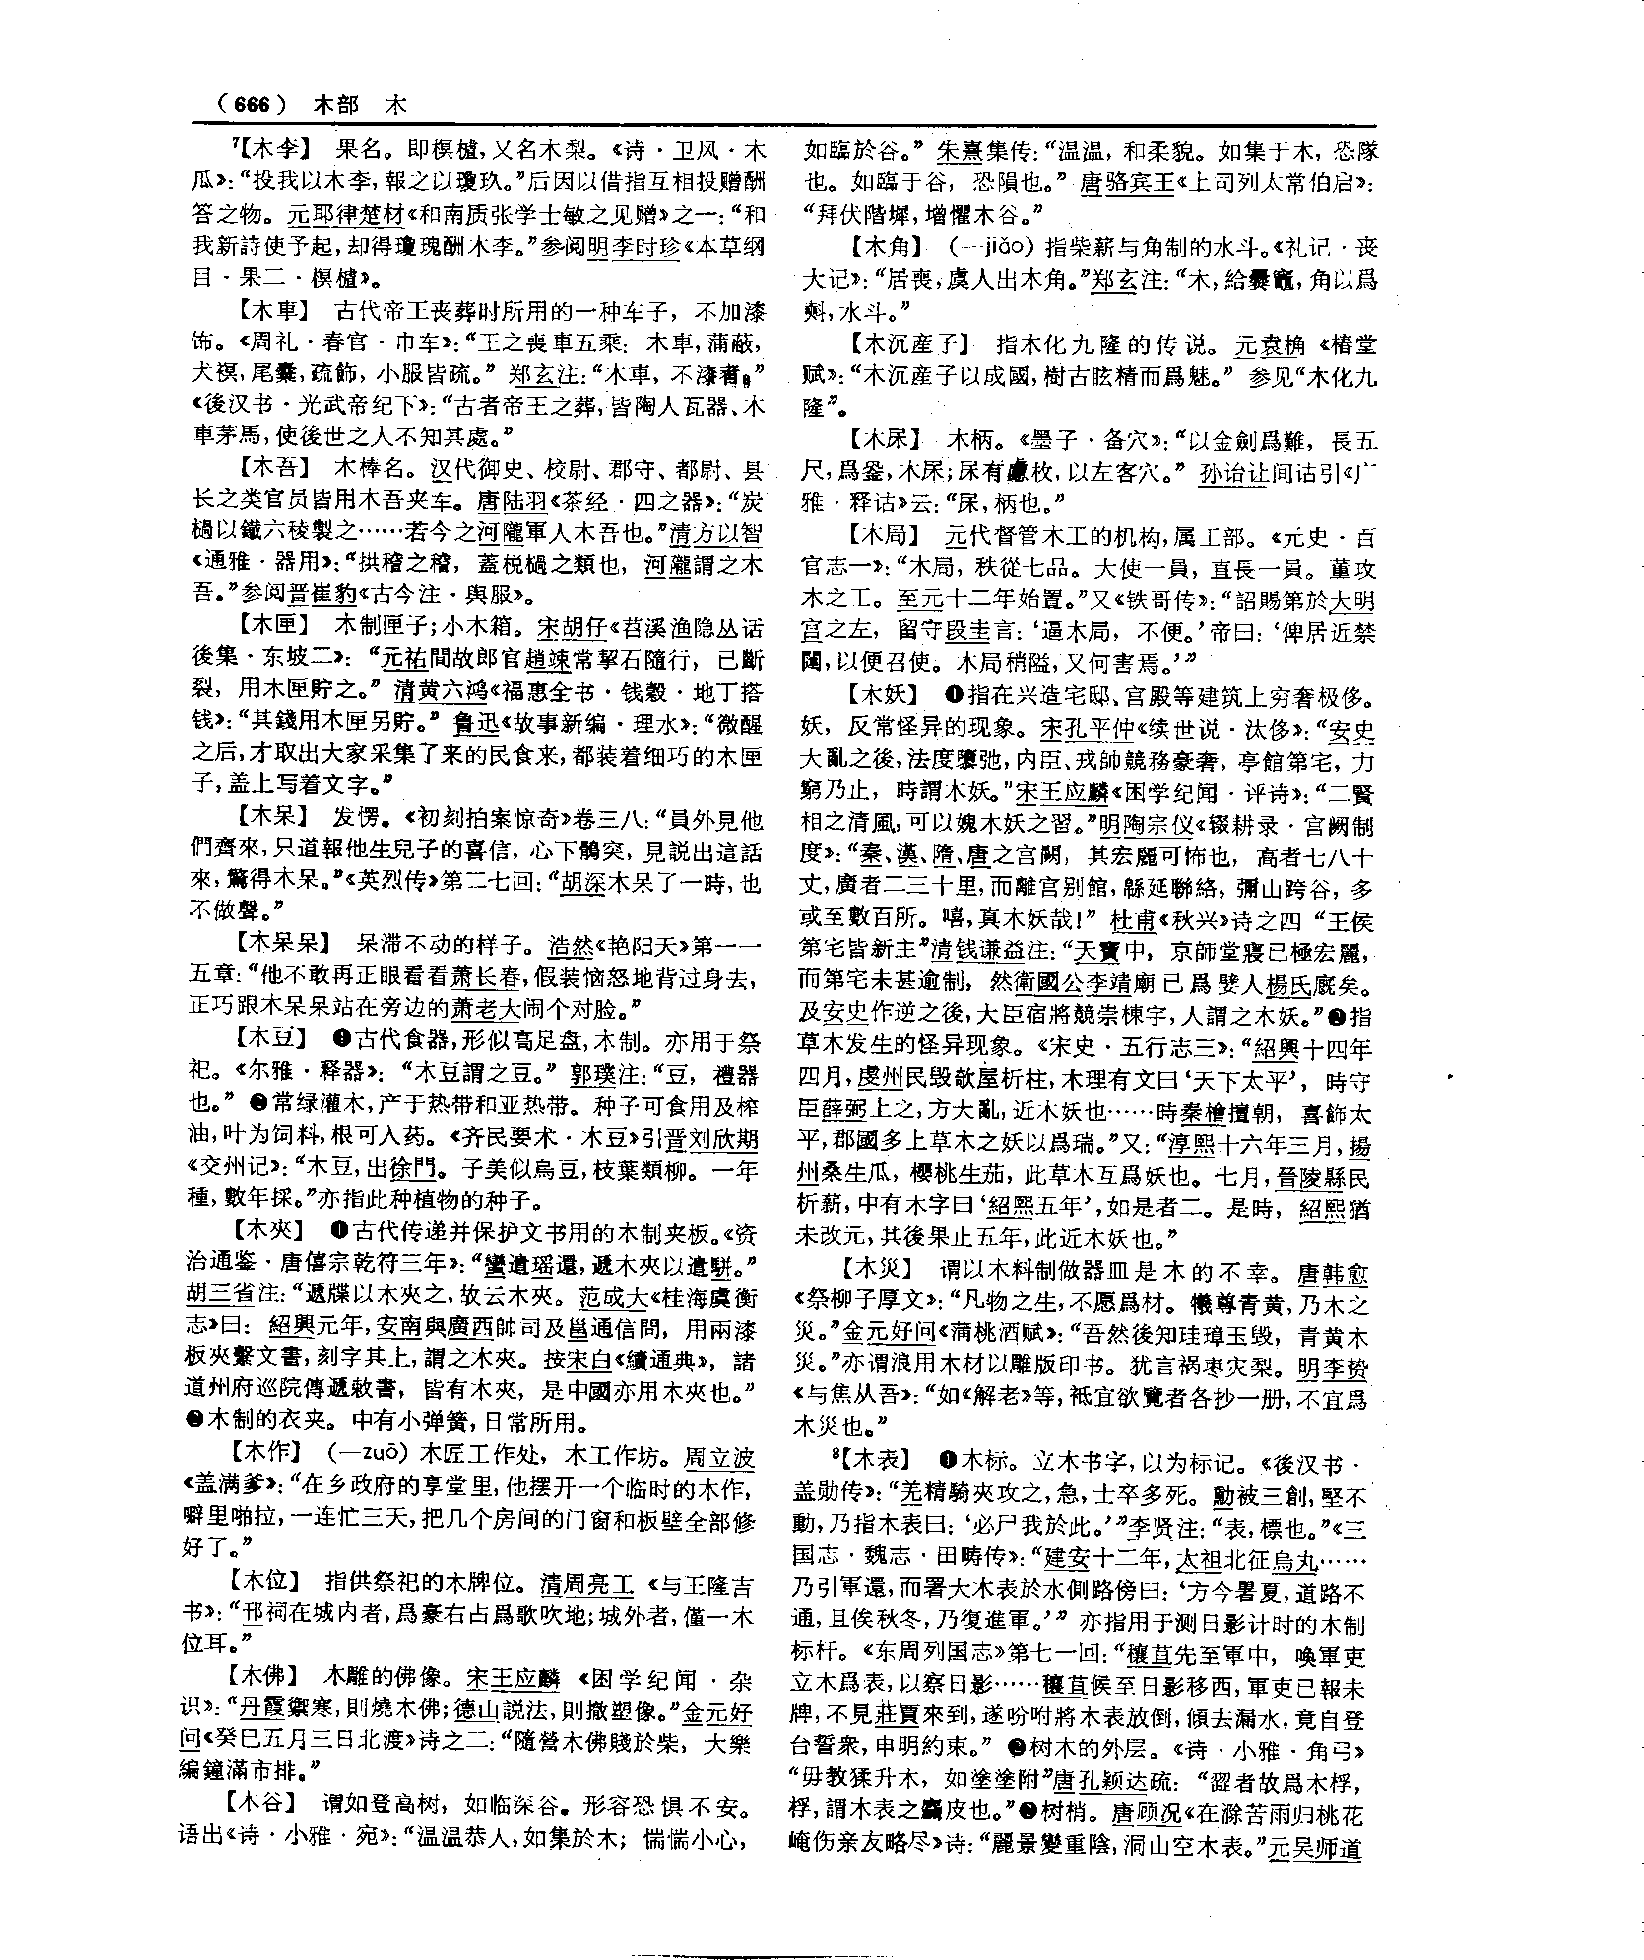 （666） 木部 木
⁷【木李】 果名。即榠樝，又名木梨。《诗·卫风·木
瓜》：“投我以木李，報之以瓊玖。”后因以借指互相投赠酬
答之物。元耶律楚材《和南质张学士敏之见赠》之一：“和
我新詩使予起，却得瓊瑰酬木李。”参阅明李时珍《本草纲
目·果二·榠樝》。
【木車】 古代帝王丧葬时所用的一种车子，不加漆
饰。《周礼·春官·巾车》：“王之喪車五乘：木車，蒲蔽，
犬𧜀，尾櫜，疏飾，小服皆疏。”郑玄注：“木車，不漆者。”
《後汉书·光武帝纪下》：“古者帝王之葬，皆陶人瓦器、木
車茅馬，使後世之人不知其處。”
【木吾】 木棒名。汉代御史、校尉、郡守、都尉、县
长之类官员皆用木吾夹车。唐陆羽《茶经·四之器》：“炭
檛以鐵六稜製之……若今之河隴軍人木吾也。”清方以智
《通雅·器用》：“拱稽之稽，蓋棁檛之類也，河隴謂之木
吾。”参阅晋崔豹《古今注·舆服》。
【木匣】 木制匣子；小木箱。宋胡仔《苕溪渔隐丛话
後集·东坡二》：“元祐間故郎官趙竦常挈石隨行，已斷
裂，用木匣貯之。”清黄六鸿《福惠全书·钱穀·地丁搭
钱》：“其錢用木匣另貯。”鲁迅《故事新编·理水》：“微醒
之后，才取出大家采集了来的民食来，都装着细巧的木匣
子，盖上写着文字。”
【木呆】 发愣。《初刻拍案惊奇》卷三八：“員外見他
們齊來，只道報他生兒子的喜信，心下鶻突，見説出這話
來，驚得木呆。”《英烈传》第二七回：“胡深木呆了一時，也
不做聲。”
【木呆呆】 呆滞不动的样子。浩然《艳阳天》第一一
五章：“他不敢再正眼看看萧长春，假装恼怒地背过身去，
正巧跟木呆呆站在旁边的萧老大闹个对脸。”
【木豆】 ❶古代食器，形似高足盘，木制。亦用于祭
祀。《尔雅·释器》：“木豆謂之豆。”郭璞注：“豆，禮器
也。”❷常绿灌木，产于热带和亚热带。种子可食用及榨
油，叶为饲料，根可入药。《齐民要术·木豆》引晋刘欣期
《交州记》：“木豆，出徐門。子美似烏豆，枝葉類柳。一年
種，數年採。”亦指此种植物的种子。
【木夾】 ❶古代传递并保护文书用的木制夹板。《资
治通鉴·唐僖宗乾符三年》：“蠻遣瑶還，遞木夾以遺駢。”
胡三省注：“遞牒以木夾之，故云木夾。范成大《桂海虞衡
志》曰：紹興元年，安南與廣西帥司及邕通信問，用兩漆
板夾繫文書，刻字其上，謂之木夾。按宋白《續通典》，諸
道州府巡院傳遞敕書，皆有木夾，是中國亦用木夾也。”
❷木制的衣夹。中有小弹簧，日常所用。
【木作】 （—zuō）木匠工作处，木工作坊。周立波
《盖满爹》：“在乡政府的享堂里，他摆开一个临时的木作，
噼里啪拉，一连忙三天，把几个房间的门窗和板壁全部修
好了。”
【木位】 指供祭祀的木牌位。清周亮工《与王隆吉
书》：“邗祠在城内者，爲豪右占爲歌吹地；城外者，僅一木
位耳。”
【木佛】 木雕的佛像。宋王应麟《困学纪闻·杂
识》：“丹霞禦寒，則燒木佛；德山説法，則撤塑像。”金元好
问《癸巳五月三日北渡》诗之二：“隨營木佛賤於柴，大樂
編鐘滿市排。”
【木谷】 谓如登高树，如临深谷。形容恐惧不安。
语出《诗·小雅·宛》：“温温恭人，如集於木；惴惴小心，
如臨於谷。”朱熹集传：“温温，和柔貌。如集于木，恐隊
也。如臨于谷，恐隕也。”唐骆宾王《上司列太常伯启》：
“拜伏階墀，增懼木谷。”
【木角】 （—jiǎo）指柴薪与角制的水斗。《礼记·丧
大记》：“居喪，虞人出木角。”郑玄注：“木，給爨竈，角以爲
㪺，水斗。”
【木沉産子】 指木化九隆的传说。元袁桷《椿堂
赋》：“木沉産子以成國，樹古眩精而爲魅。”参见“木化九
隆”。
【木㞓】 木柄。《墨子·备穴》：“以金劍爲難，長五
尺，爲銎，木㞓；㞓有慮枚，以左客穴。”孙诒让间诂引《广
雅·释诂》云：“㞓，柄也。”
【木局】 元代督管木工的机构，属工部。《元史·百
官志一》：“木局，秩從七品。大使一員，直長一員。董攻
木之工。至元十二年始置。”又《铁哥传》：“詔賜第於大明
宫之左，留守段圭言：‘逼木局，不便。’帝曰：‘俾居近禁
闥，以便召使。木局稍隘，又何害焉。’”
【木妖】 ❶指在兴造宅邸、宫殿等建筑上穷奢极侈。
妖，反常怪异的现象。宋孔平仲《续世说·汰侈》：“安史
大亂之後，法度隳弛，内臣、戎帥競務豪奢，亭館第宅，力
窮乃止，時謂木妖。”宋王应麟《困学纪闻·评诗》：“二賢
相之清風，可以媿木妖之習。”明陶宗仪《辍耕录·宫阙制
度》：“秦、漢、隋、唐之宫闕，其宏麗可怖也，高者七八十
丈，廣者二三十里，而離宫别館，緜延聯絡，彌山跨谷，多
或至數百所。嘻，真木妖哉！”杜甫《秋兴》诗之四“王侯
第宅皆新主”清钱谦益注：“天寶中，京師堂寢已極宏麗，
而第宅未甚逾制，然衛國公李靖廟已爲嬖人楊氏廐矣。
及安史作逆之後，大臣宿將競崇棟宇，人謂之木妖。”❷指
草木发生的怪异现象。《宋史·五行志三》：“紹興十四年
四月，虔州民毁欹屋析柱，木理有文曰‘天下太平’，時守
臣薛弼上之，方大亂，近木妖也……時秦檜擅朝，喜飾太
平，郡國多上草木之妖以爲瑞。”又：“淳熙十六年三月，揚
州桑生瓜，櫻桃生茄，此草木互爲妖也。七月，晉陵縣民
析薪，中有木字曰‘紹熙五年’，如是者二。是時，紹熙猶
未改元，其後果止五年，此近木妖也。”
【木災】 谓以木料制做器皿是木的不幸。唐韩愈
《祭柳子厚文》：“凡物之生，不愿爲材。犧尊青黄，乃木之
災。”金元好问《蒲桃酒赋》：“吾然後知珪璋玉毁，青黄木
災。”亦谓浪用木材以雕版印书。犹言祸枣灾梨。明李贽
《与焦从吾》：“如《解老》等，祇宜欲覽者各抄一册，不宜爲
木災也。”
⁸【木表】 ❶木标。立木书字，以为标记。《後汉书·
盖勋传》：“羌精騎夾攻之，急，士卒多死。勳被三創，堅不
動，乃指木表曰：‘必尸我於此。’”李贤注：“表，標也。”《三
国志·魏志·田畴传》：“建安十二年，太祖北征烏丸……
乃引軍還，而署大木表於水側路傍曰：‘方今暑夏，道路不
通，且俟秋冬，乃復進軍。’”亦指用于测日影计时的木制
标杆。《东周列国志》第七一回：“穰苴先至軍中，唤軍吏
立木爲表，以察日影……穰苴候至日影移西，軍吏已報未
牌，不見莊賈來到，遂吩咐將木表放倒，傾去漏水，竟自登
台誓衆，申明約束。”❷树木的外层。《诗·小雅·角弓》
“毋教猱升木，如塗塗附”唐孔颖达疏：“澀者故爲木桴，
桴，謂木表之麤皮也。”❸树梢。唐顾况《在滁苦雨归桃花
崦伤亲友略尽》诗：“麗景變重陰，洞山空木表。”元吴师道